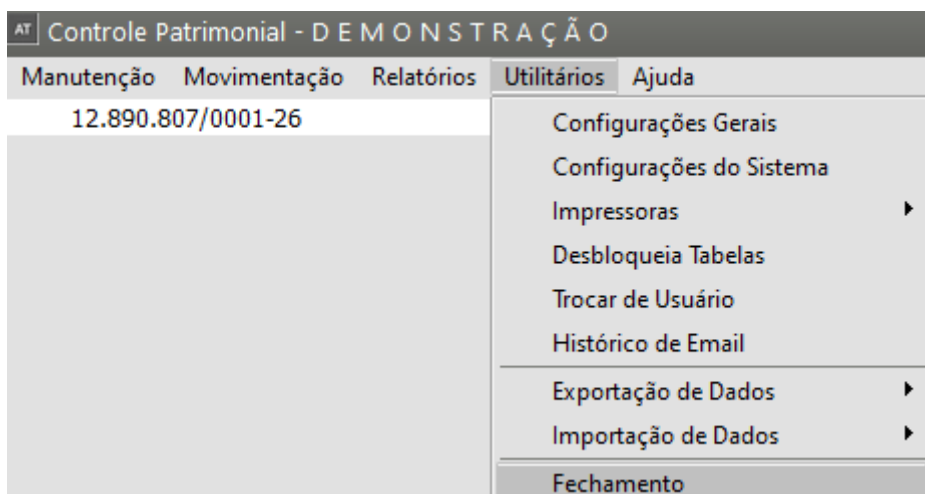 AT Controle Patrimonial - D E M O N S T R A Ç Ã O
Manutenção Movimentação Relatórios Utilitários Ajuda
12.890.807/0001-26
Configurações Gerais
Configurações do Sistema
Impressoras
Desbloqueia Tabelas
Trocar de Usuário
Histórico de Email
Exportação de Dados
Importação de Dados
Fechamento